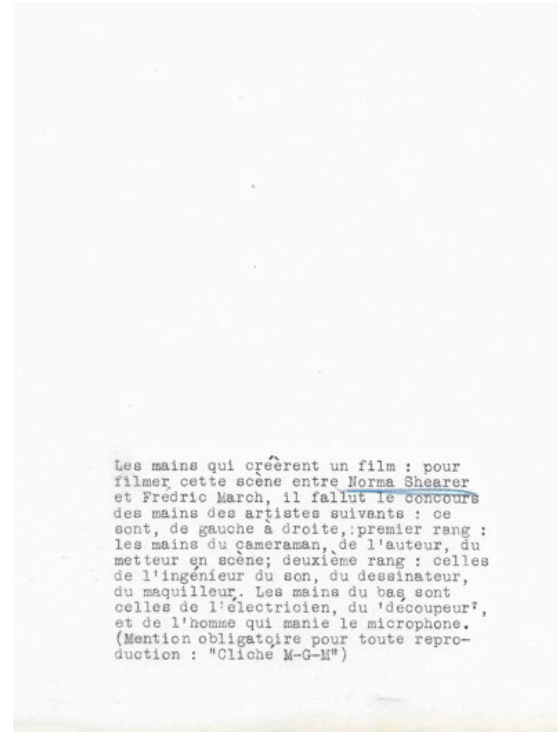 Les mains qui créèrent un film : pour
filmer cette scène entre Norma Shearer
et Frédric March, il fallut le concours
des mains des artistes suivants : ce
sont, de gauche à droite,:premier rang :
les mains du cameraman, de l'auteur, du
metteur en scène; deuxième rang : celles
de l'ingénieur du son, du dessinateur,
du maquilleur. Les mains du bas sont
celles de l'électricien, du 'découpeur',
et de l'homme qui manie le microphone.
(Mention obligatoire pour toute repro-
duction : "Cliché M-G-M")